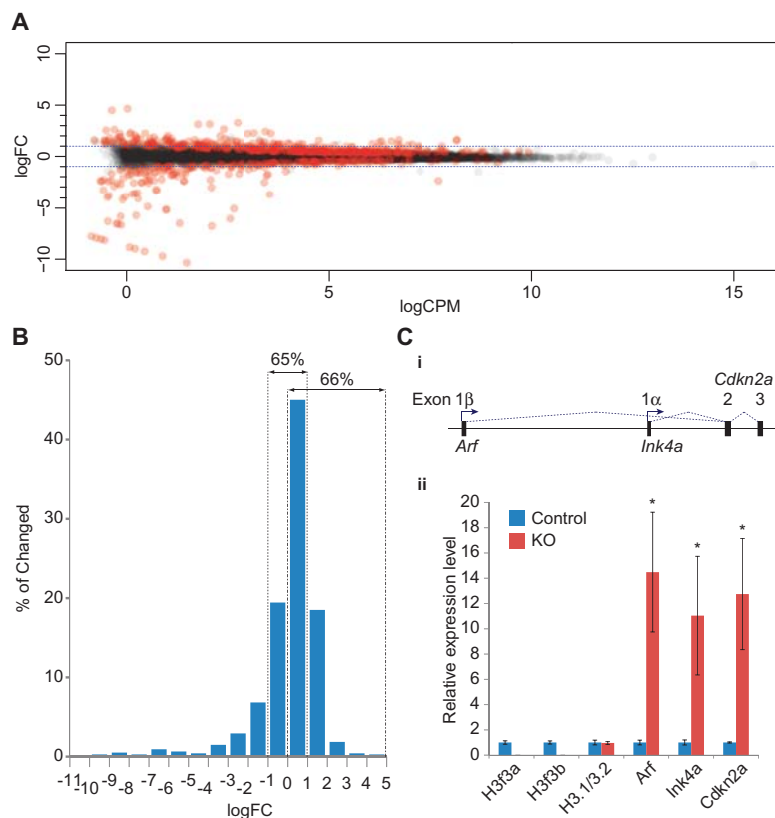 A
10
5
0
-5
-10
logFC
0 5 10 15
logCPM
B
65%
66%
50
40
30
20
10
0
% of Changed
-11 -10 -9 -8 -7 -6 -5 -4 -3 -2 -1 0 1 2 3 4 5
logFC
C
i
Cdkn2a
Exon 1β 1α 2 3
Arf Ink4a
ii
20
18
16
14
12
10
8
6
4
2
0
Relative expression level
Control
KO
* * *
H3f3a H3f3b H3.1/3.2 Arf Ink4a Cdkn2a